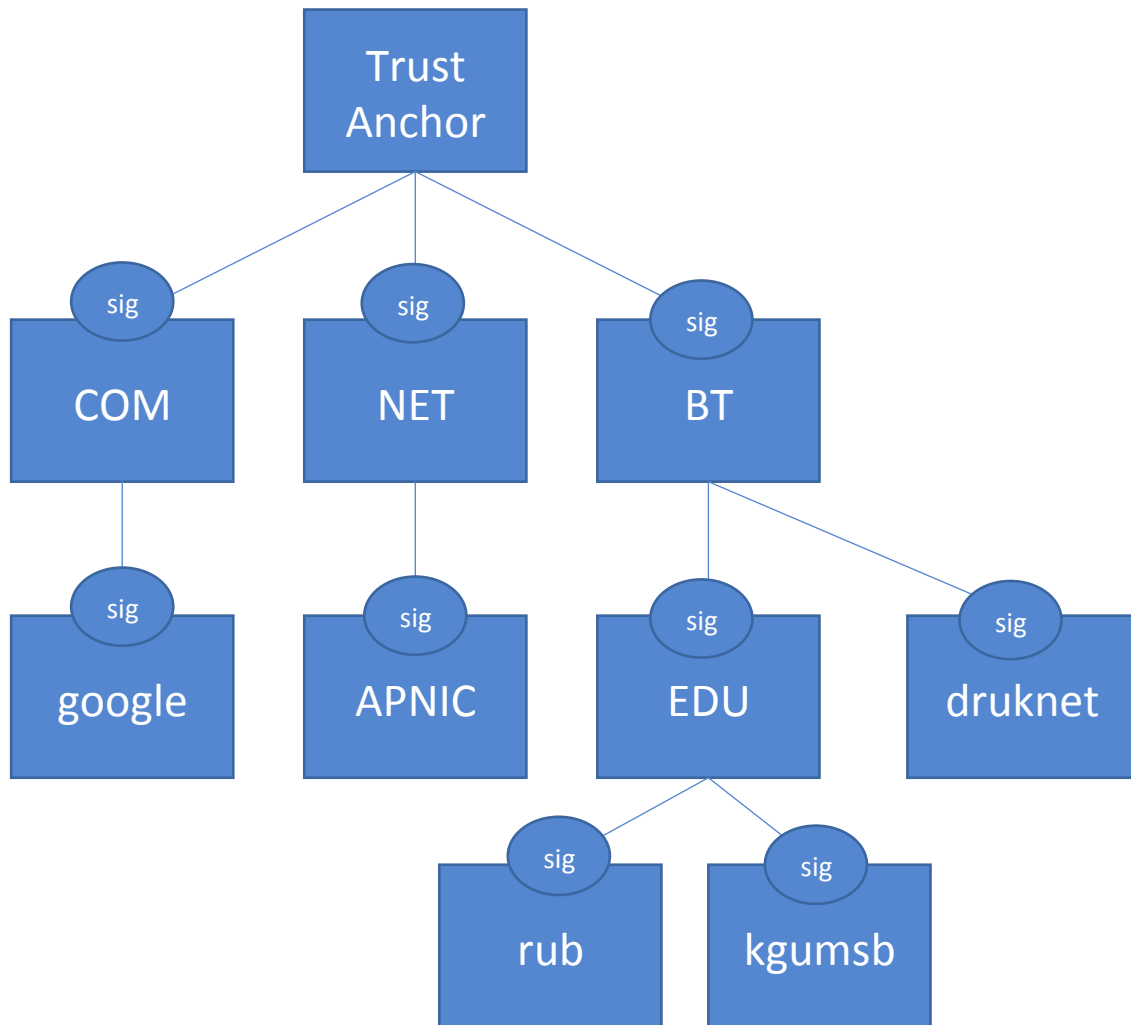 Trust
Anchor
sig
sig
sig
COM
NET
BT
sig
sig
sig
sig
google
APNIC
EDU
druknet
sig
sig
rub
kgumsb